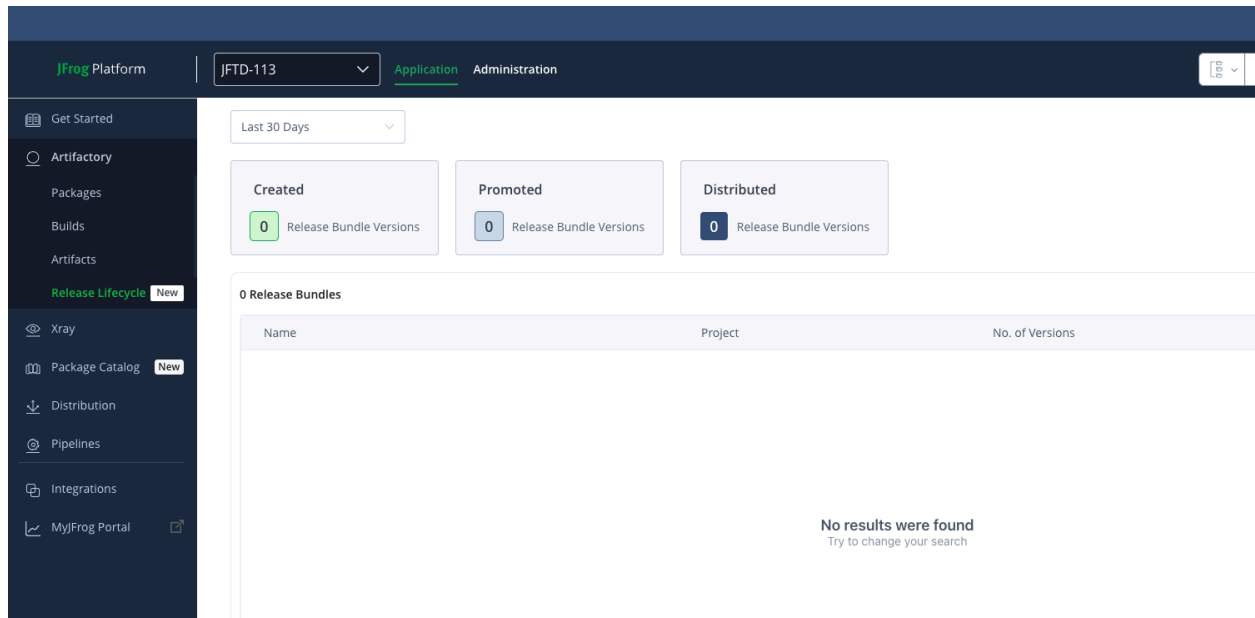 JFrog Platform
JFTD-113
Application
Administration
Get Started
Artifactory
Packages
Builds
Artifacts
Release Lifecycle New
Xray
Package Catalog New
Distribution
Pipelines
Integrations
MyJFrog Portal
Last 30 Days
Created
0 Release Bundle Versions
Promoted
0 Release Bundle Versions
Distributed
0 Release Bundle Versions
0 Release Bundles
Name Project No. of Versions
No results were found
Try to change your search